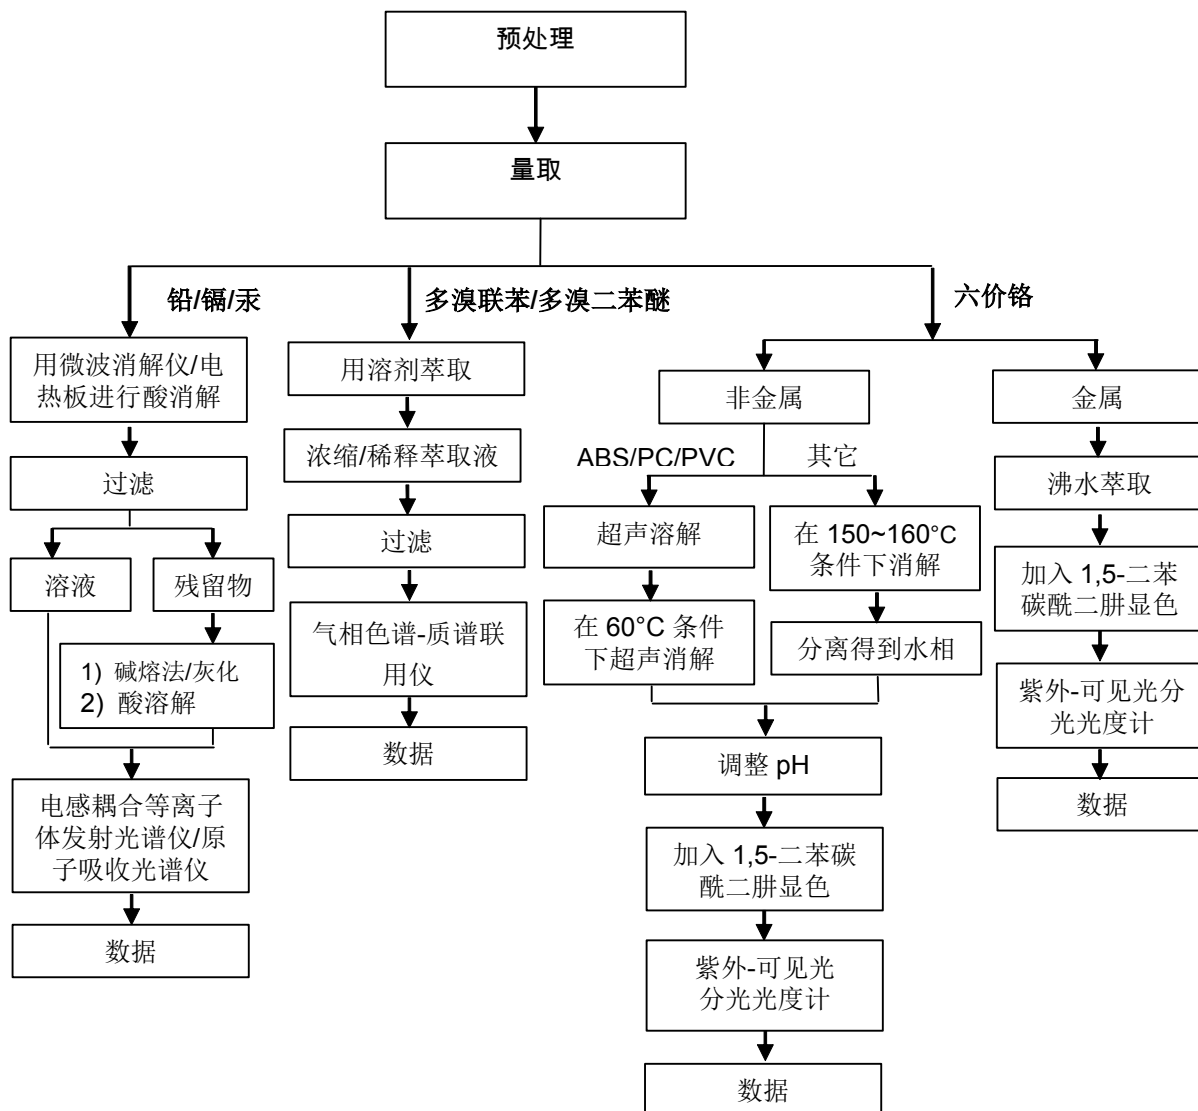 预处理
量取
铅/镉/汞
多溴联苯/多溴二苯醚
六价铬
用微波消解仪/电
热板进行酸消解
过滤
溶液
残留物
1) 碱熔法/灰化
2) 酸溶解
电感耦合等离子
体发射光谱仪/原
子吸收光谱仪
数据
用溶剂萃取
浓缩/稀释萃取液
过滤
气相色谱-质谱联
用仪
数据
非金属
ABS/PC/PVC
其它
超声溶解
在 60°C 条件
下超声消解
在 150~160°C
条件下消解
分离得到水相
调整 pH
加入 1,5-二苯碳
酰二肼显色
紫外-可见光
分光光度计
数据
金属
沸水萃取
加入 1,5-二苯
碳酰二肼显色
紫外-可见光分
光光度计
数据